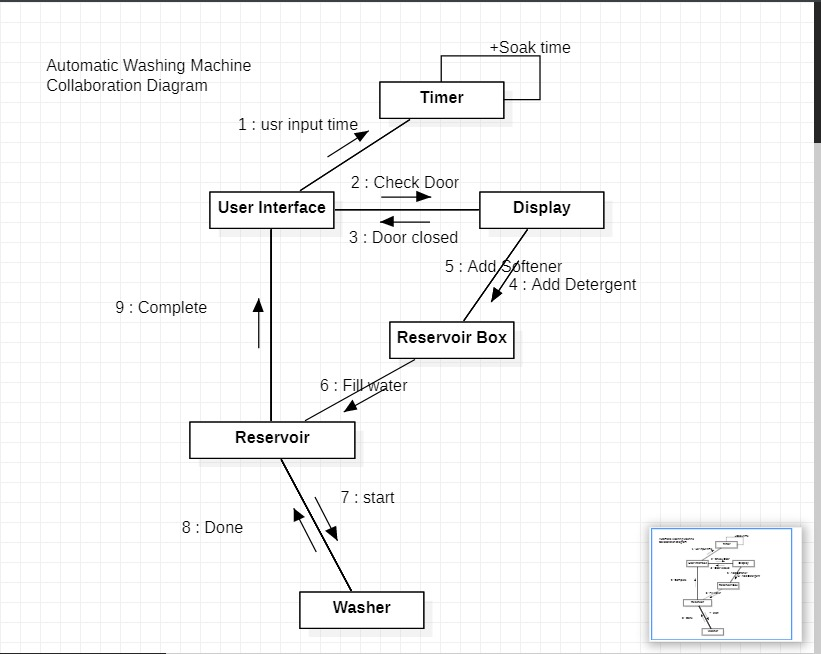 +Soak time
Automatic Washing Machine
Collaboration Diagram
Timer
1 : usr input time
2 : Check Door
User Interface
Display
3 : Door closed
5 : Add Softener
4 : Add Detergent
9 : Complete
Reservoir Box
6 : Fill water
Reservoir
7 : start
8 : Done
Washer